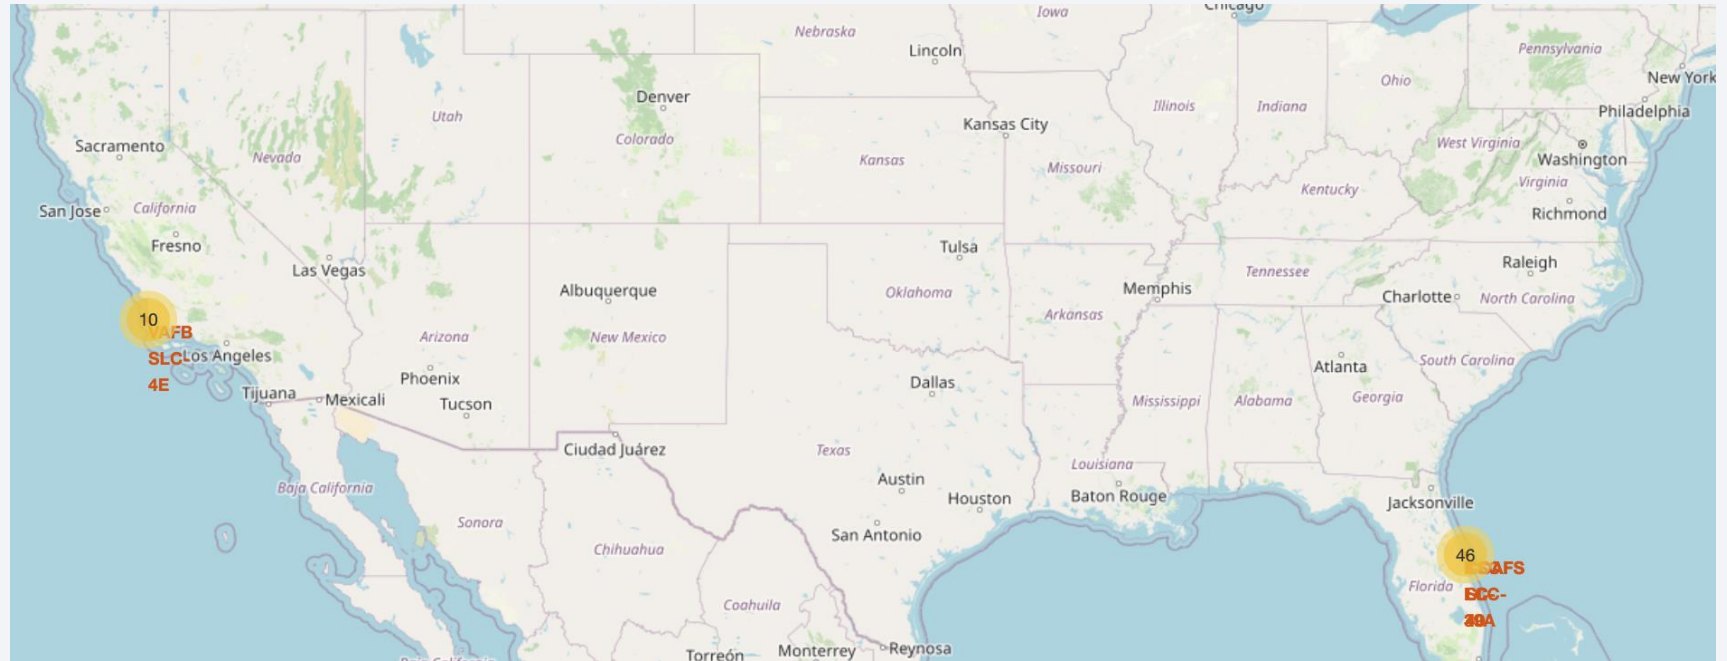 Chicago
Iowa
Nebraska
Lincoln
Pennsylvania
New York
Ohio
Denver
Illinois
Indiana
Philadelphia
Utah
Colorado
Kansas City
Sacramento
Nevada
Kansas
Missouri
West Virginia
Washington
Kentucky
Virginia
San Jose
California
Richmond
Fresno
Tulsa
Las Vegas
Tennessee
Raleigh
Albuquerque
Oklahoma
Memphis
Charlotte
North Carolina
10
VAFB
SLC-
4E
Los Angeles
Arizona
New Mexico
Arkansas
South Carolina
Atlanta
Phoenix
Dallas
Tijuana
Mexicali
Tucson
Mississippi
Alabama
Georgia
Ciudad Juárez
Texas
Louisiana
Baja California
Austin
Houston
Baton Rouge
Jacksonville
Sonora
San Antonio
Chihuahua
46
Florida
Coahuila
Torreón
Monterrey
Reynosa
Baja California